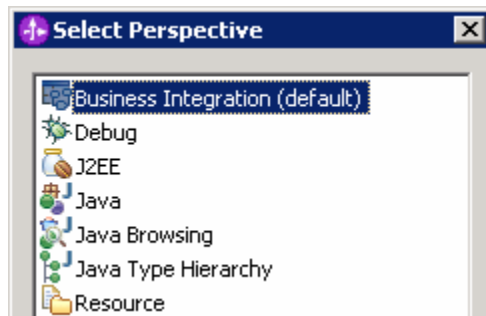 Select Perspective
Business Integration (default)
Debug
J2EE
Java
Java Browsing
Java Type Hierarchy
Resource